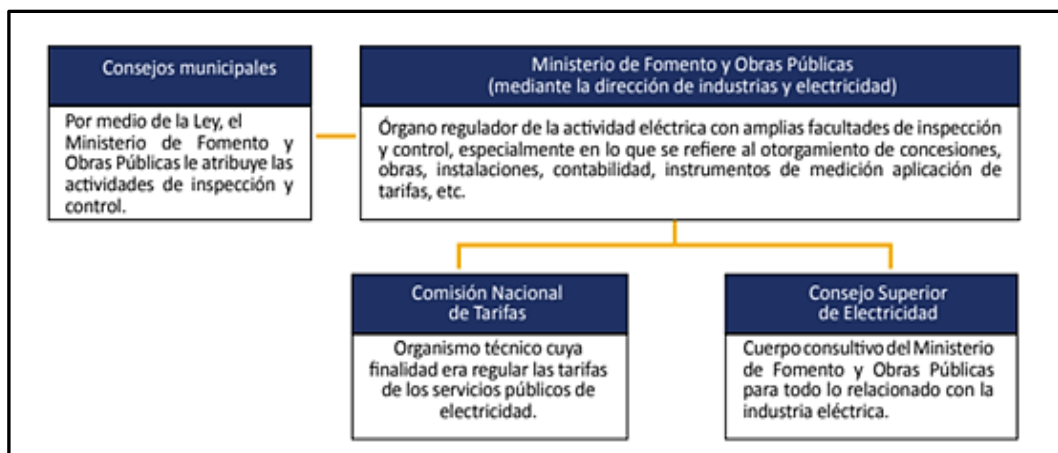 Consejos municipales
Por medio de la Ley, el
Ministerio de Fomento y
Obras Públicas le atribuye las
actividades de inspección y
control.
Ministerio de Fomento y Obras Públicas
(mediante la dirección de industrias y electricidad)
Órgano regulador de la actividad eléctrica con amplias facultades de inspección
y control, especialmente en lo que se refiere al otorgamiento de concesiones,
obras, instalaciones, contabilidad, instrumentos de medición aplicación de
tarifas, etc.
Comisión Nacional
de Tarifas
Organismo técnico cuya
finalidad era regular las tarifas
de los servicios públicos de
electricidad.
Consejo Superior
de Electricidad
Cuerpo consultivo del Ministerio
de Fomento y Obras Públicas
para todo lo relacionado con la
industria eléctrica.